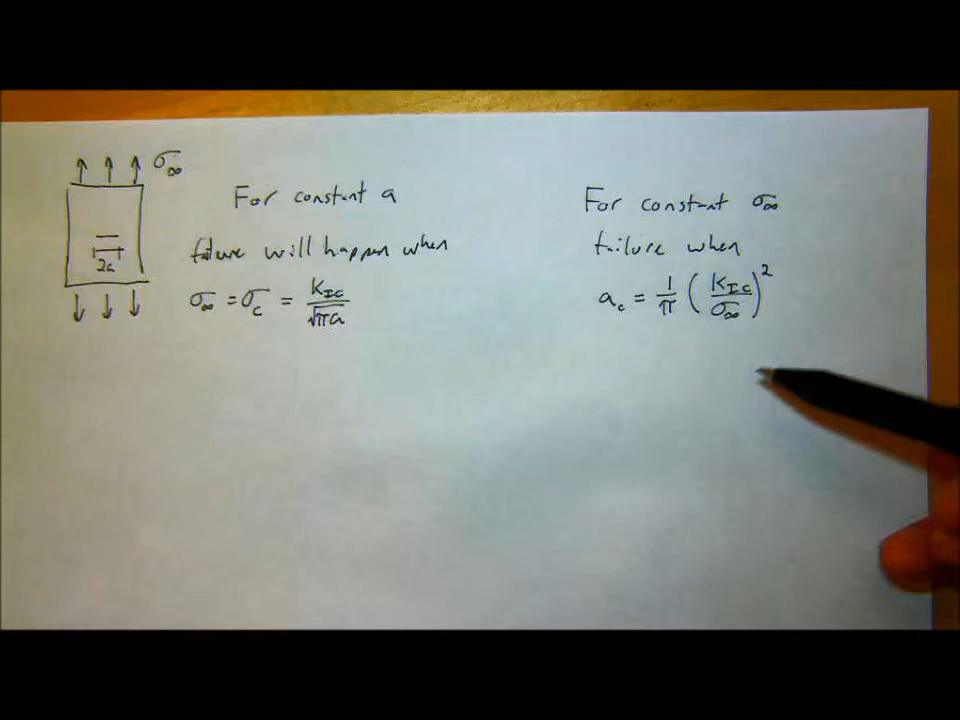 σ∞
2a
For constant a
failure will happen when
σ∞ = σc = KIC / √πa
For constant σ∞
failure when
ac = 1/π (KIC / σ∞)²